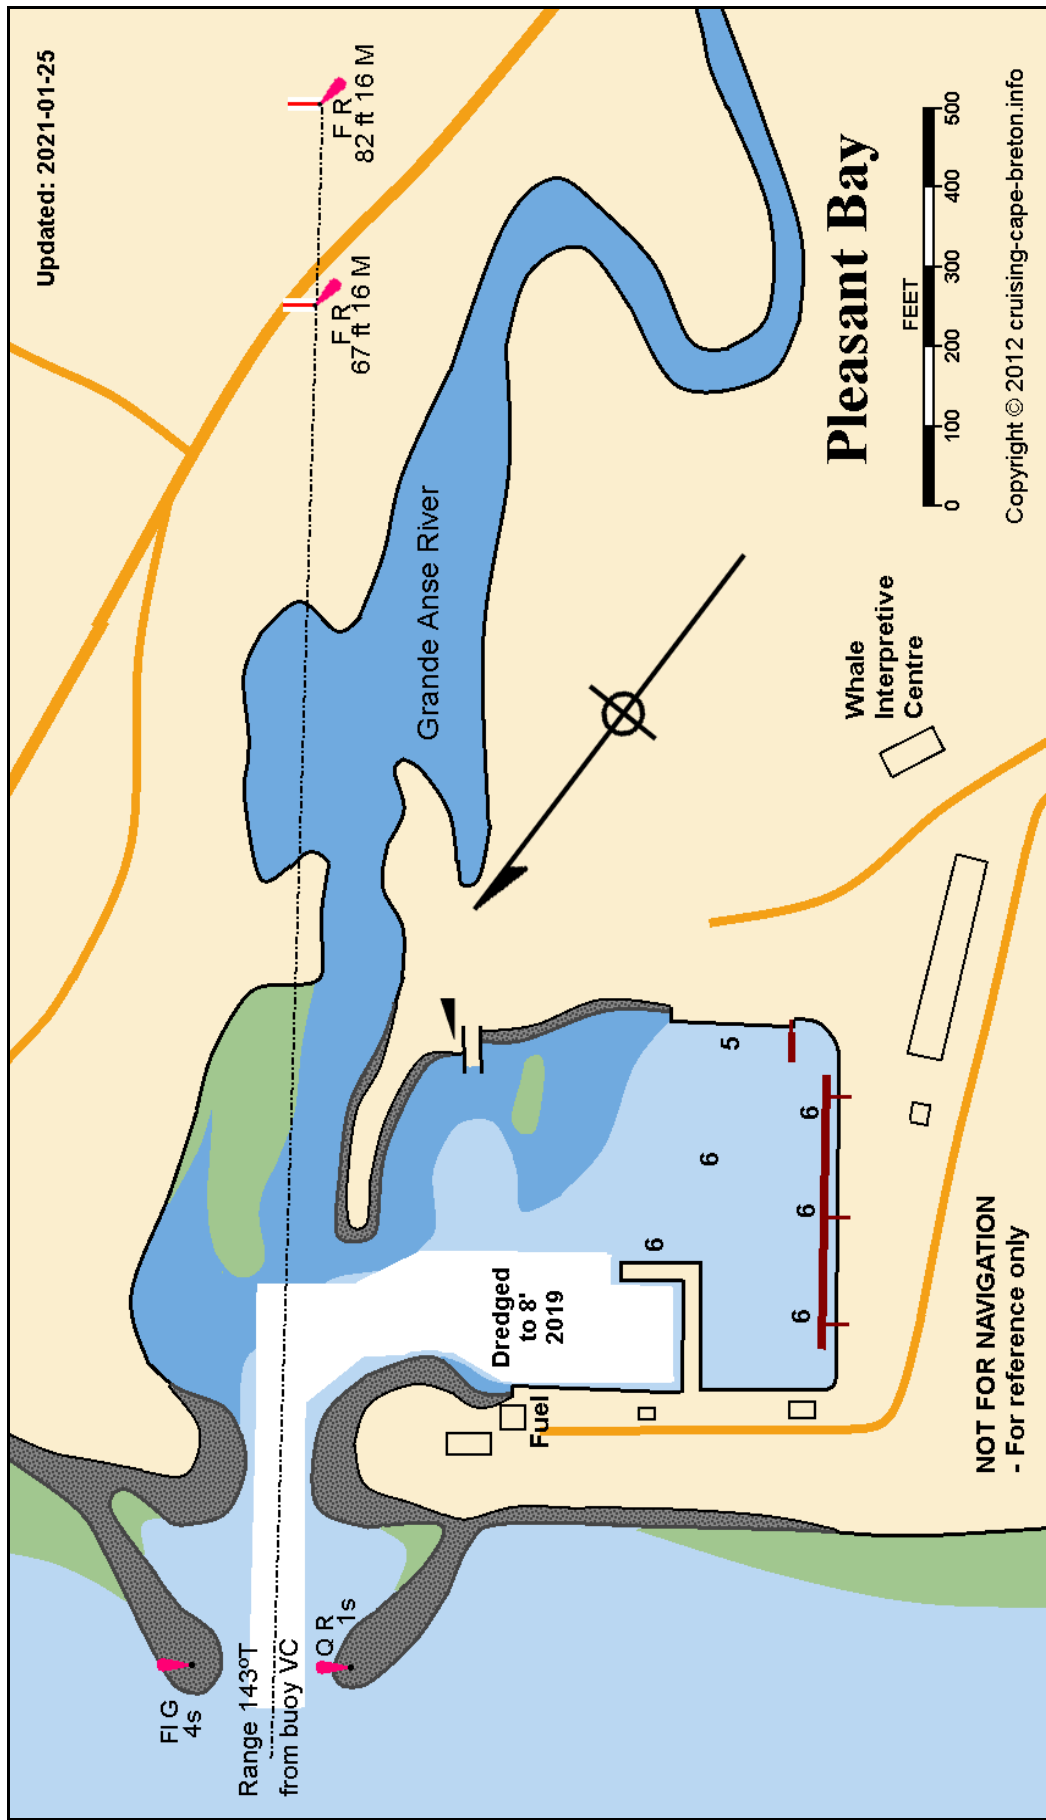 Updated: 2021-01-25
F R
82 ft 16 M
F R
67 ft 16 M
Grande Anse River
Pleasant Bay
FEET
0 100 200 300 400 500
Copyright © 2012 cruising-cape-breton.info
Whale
Interpretive
Centre
Fl G
4s
Range 143ºT
from buoy VC
Q R
1s
Dredged
to 8'
2019
Fuel
6
6
5
6
6
6
NOT FOR NAVIGATION
- For reference only